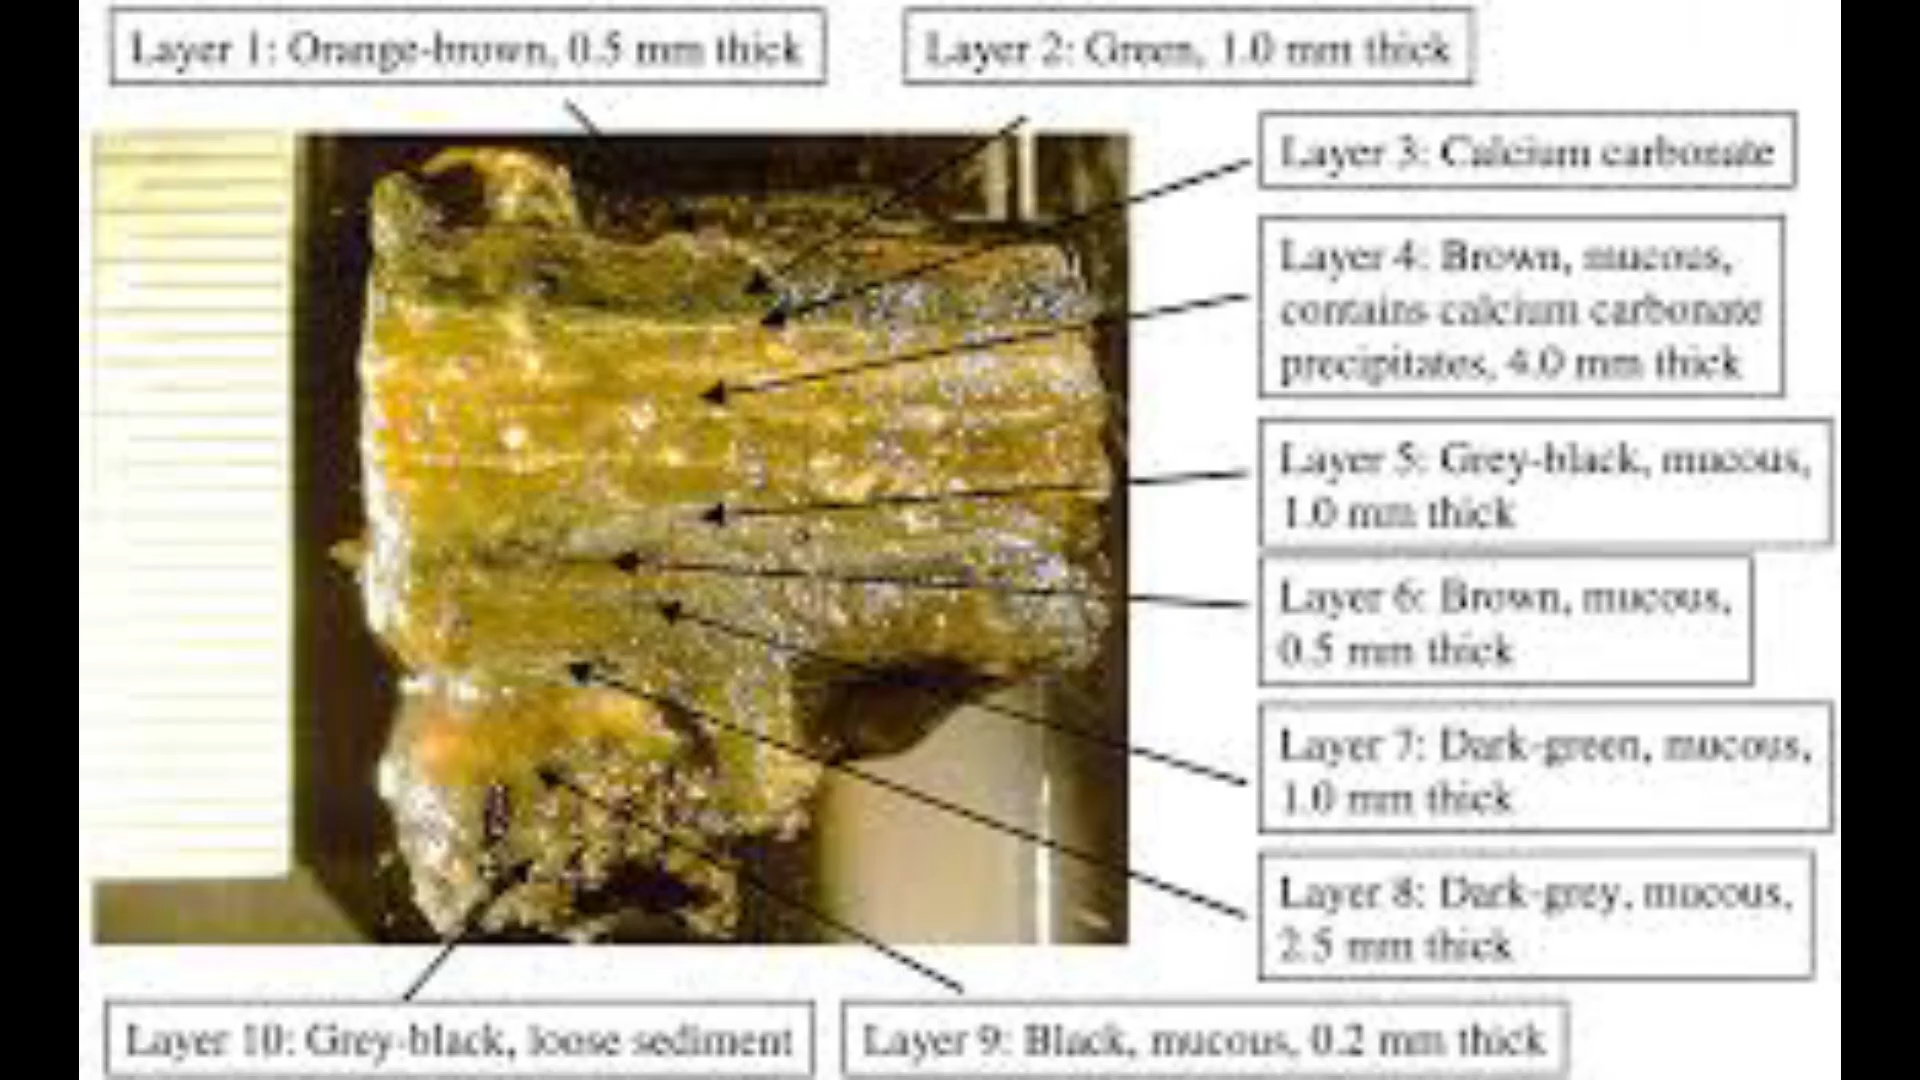 Layer 1: Orange-brown, 0.5 mm thick
Layer 2: Green, 1.0 mm thick
Layer 3: Calcium carbonate
Layer 4: Brown, mucous,
contains calcium carbonate
precipitates, 4.0 mm thick
Layer 5: Grey-black, mucous,
1.0 mm thick
Layer 6: Brown, mucous,
0.5 mm thick
Layer 7: Dark-green, mucous,
1.0 mm thick
Layer 8: Dark-grey, mucous,
2.5 mm thick
Layer 10: Grey-black, loose sediment
Layer 9: Black, mucous, 0.2 mm thick